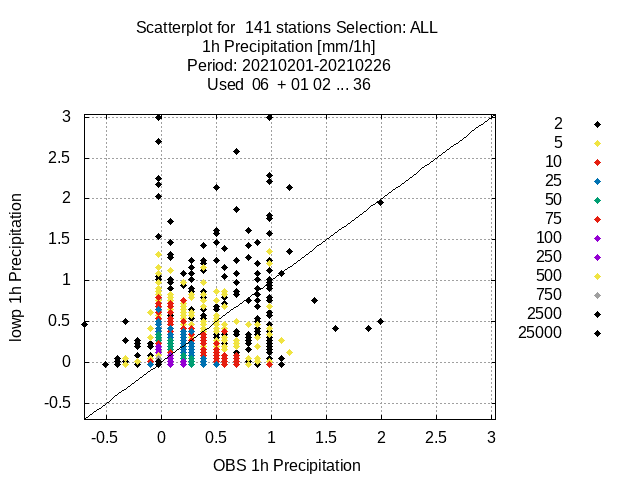 Scatterplot for  141 stations Selection: ALL
1h Precipitation [mm/1h]
Period: 20210201-20210226
Used  06  + 01 02 ... 36
3
2.5
2
1.5
1
0.5
0
-0.5
-0.5 0 0.5 1 1.5 2 2.5 3
Iowp 1h Precipitation
OBS 1h Precipitation
2
5
10
25
50
75
100
250
500
750
2500
25000